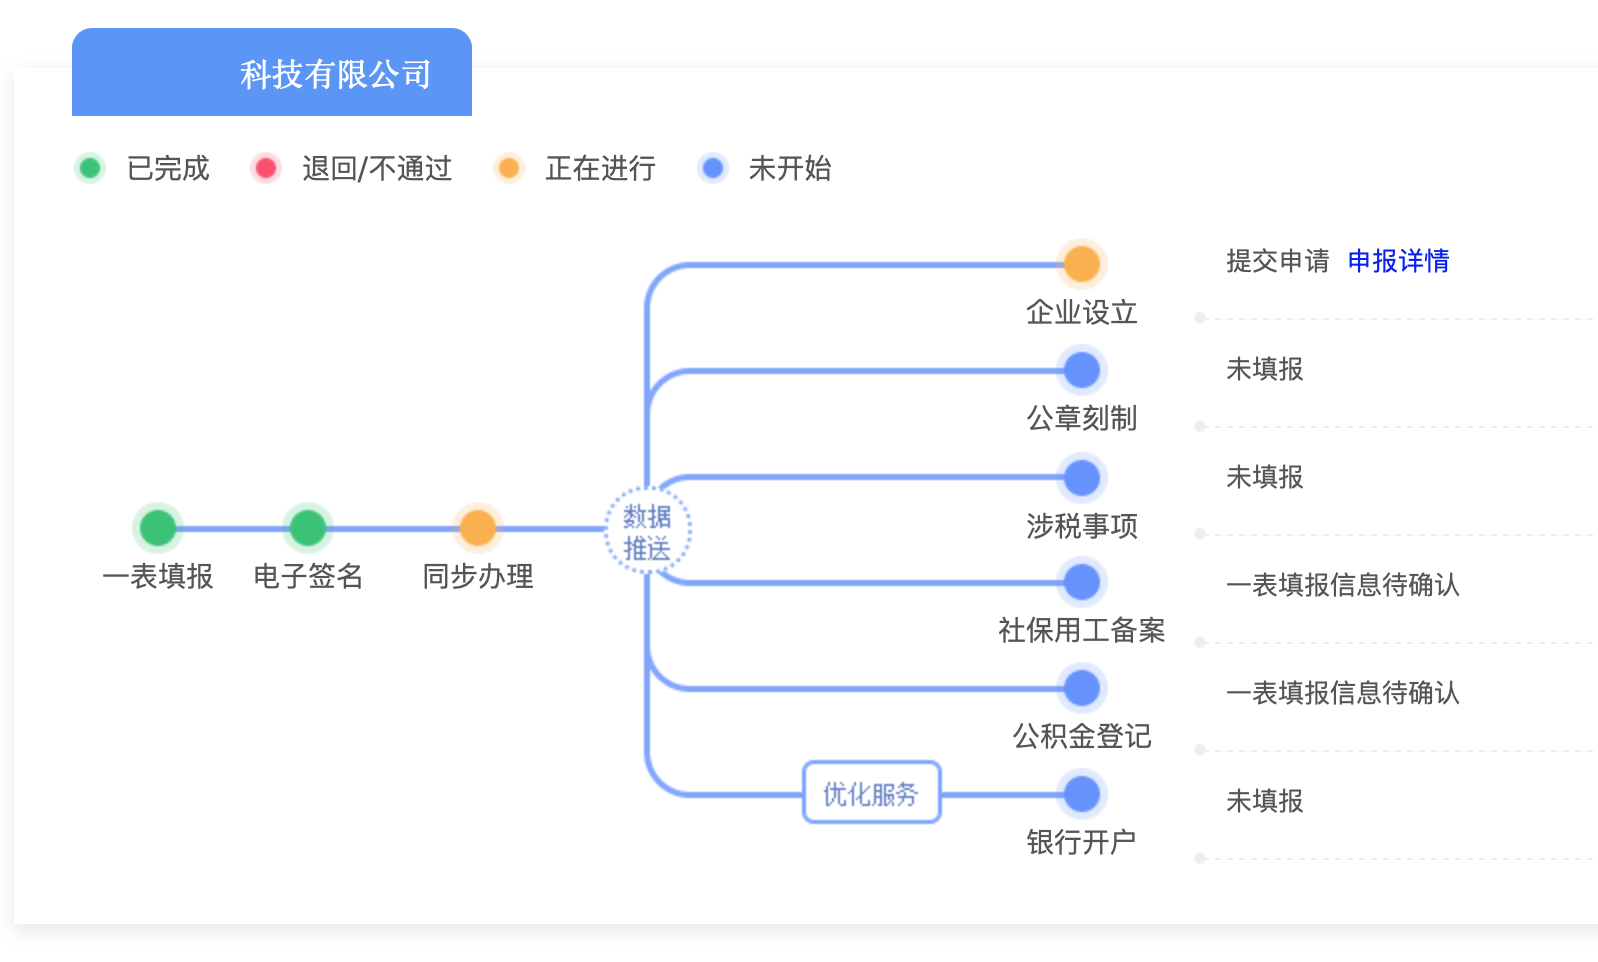 科技有限公司
已完成 退回/不通过 正在进行 未开始
提交申请 申报详情
企业设立
未填报
公章刻制
未填报
涉税事项
数据
推送
一表填报 电子签名 同步办理
一表填报信息待确认
社保用工备案
一表填报信息待确认
公积金登记
优化服务
未填报
银行开户